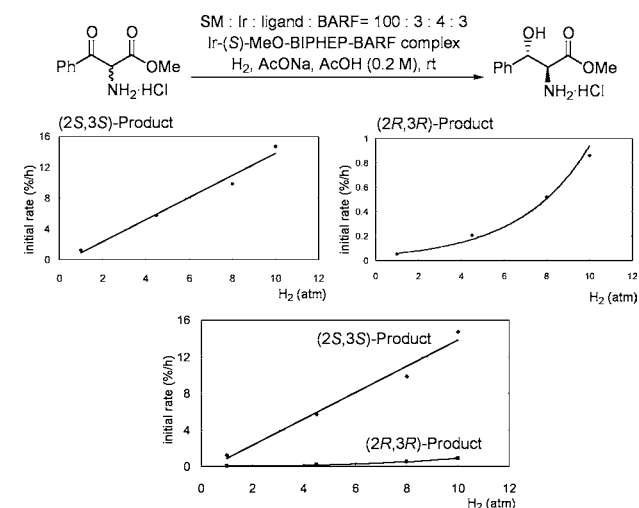 SM : Ir : ligand : BARF= 100 : 3 : 4 : 3
Ir-(S)-MeO-BIPHEP-BARF complex
H2, AcONa, AcOH (0.2 M), rt
O O
Ph OMe
NH2·HCl
OH O
Ph OMe
NH2·HCl
(2S,3S)-Product
initial rate (%/h)
16
12
8
4
0
0 2 4 6 8 10 12
H2 (atm)
(2R,3R)-Product
initial rate (%/h)
1
0.8
0.6
0.4
0.2
0
0 2 4 6 8 10 12
H2 (atm)
(2S,3S)-Product
(2R,3R)-Product
initial rate (%/h)
16
12
8
4
0
0 2 4 6 8 10 12
H2 (atm)